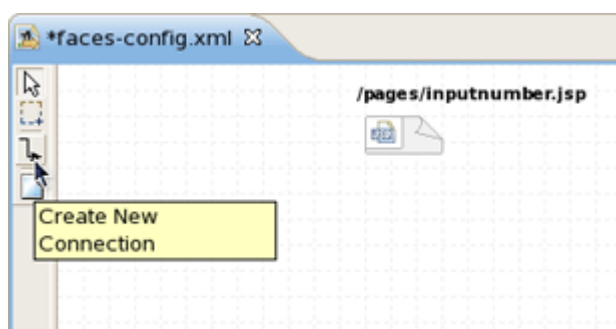 *faces-config.xml
/pages/inputnumber.jsp
Create New
Connection